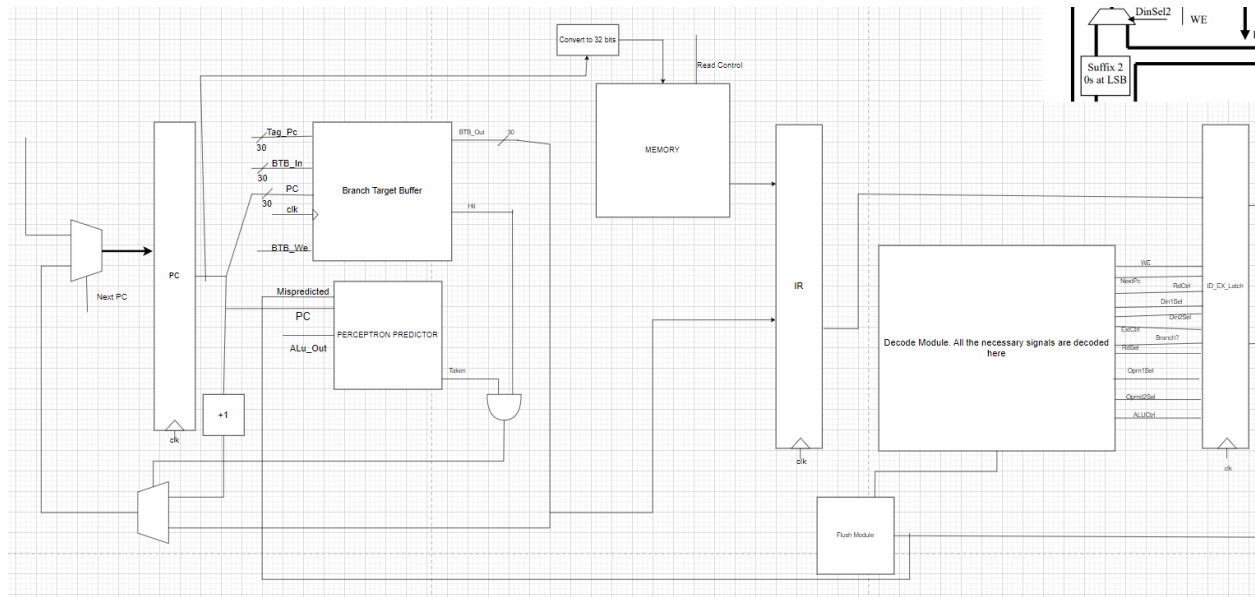 DinSel2
WE
Suffix 2
0s at LSB
Convert to 32 bits
Read Control
MEMORY
Tag_Pc
30
BTB_In
30
PC
30
clk
BTB_We
Branch Target Buffer
BTB_Out
30
Hit
Next PC
PC
clk
Mispredicted
PC
ALu_Out
PERCEPTRON PREDICTOR
Taken
+1
IR
clk
Decode Module. All the necessary signals are decoded
here
WE
NextPc
RdCtrl
Din1Sel
Din2Sel
ExtCtrl
Branch?
RdSel
Oprn1Sel
Oprnd2Sel
ALUCtrl
ID_EX_Latch
clk
Flush Module